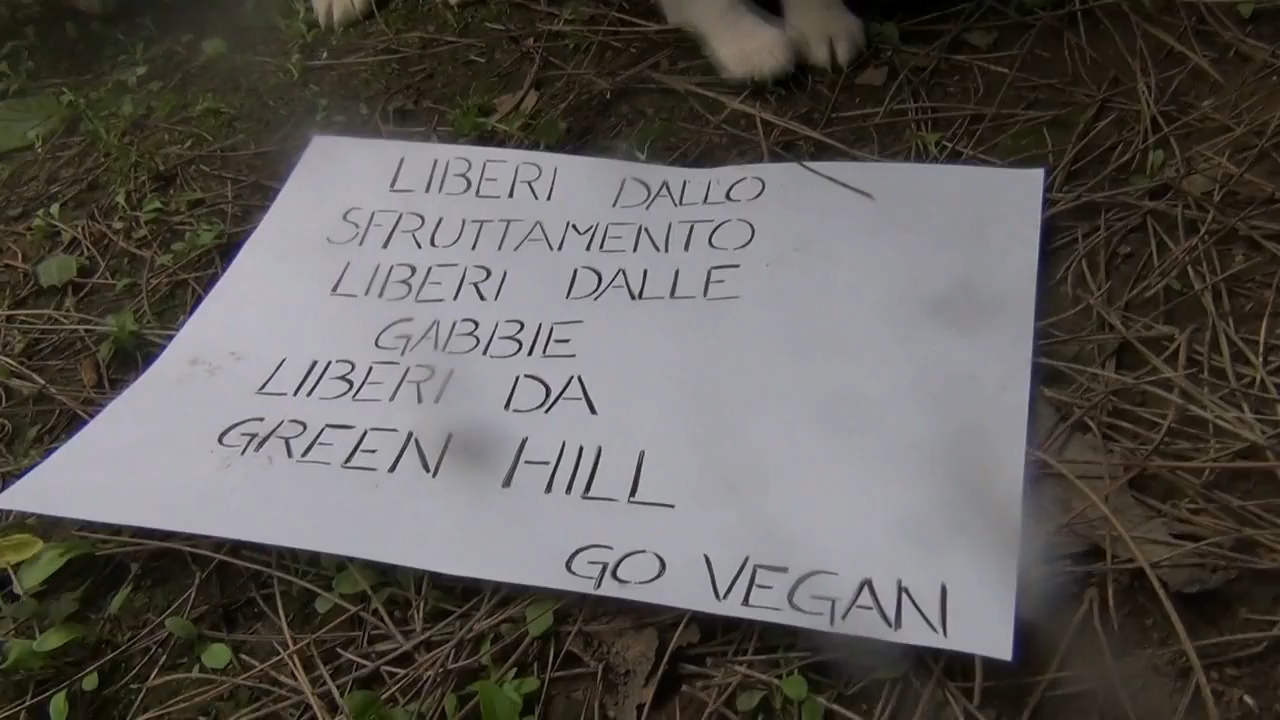 LIBERI DALLO
SFRUTTAMENTO
LIBERI DALLE
GABBIE
LIBERI DA
GREEN HILL
GO VEGAN